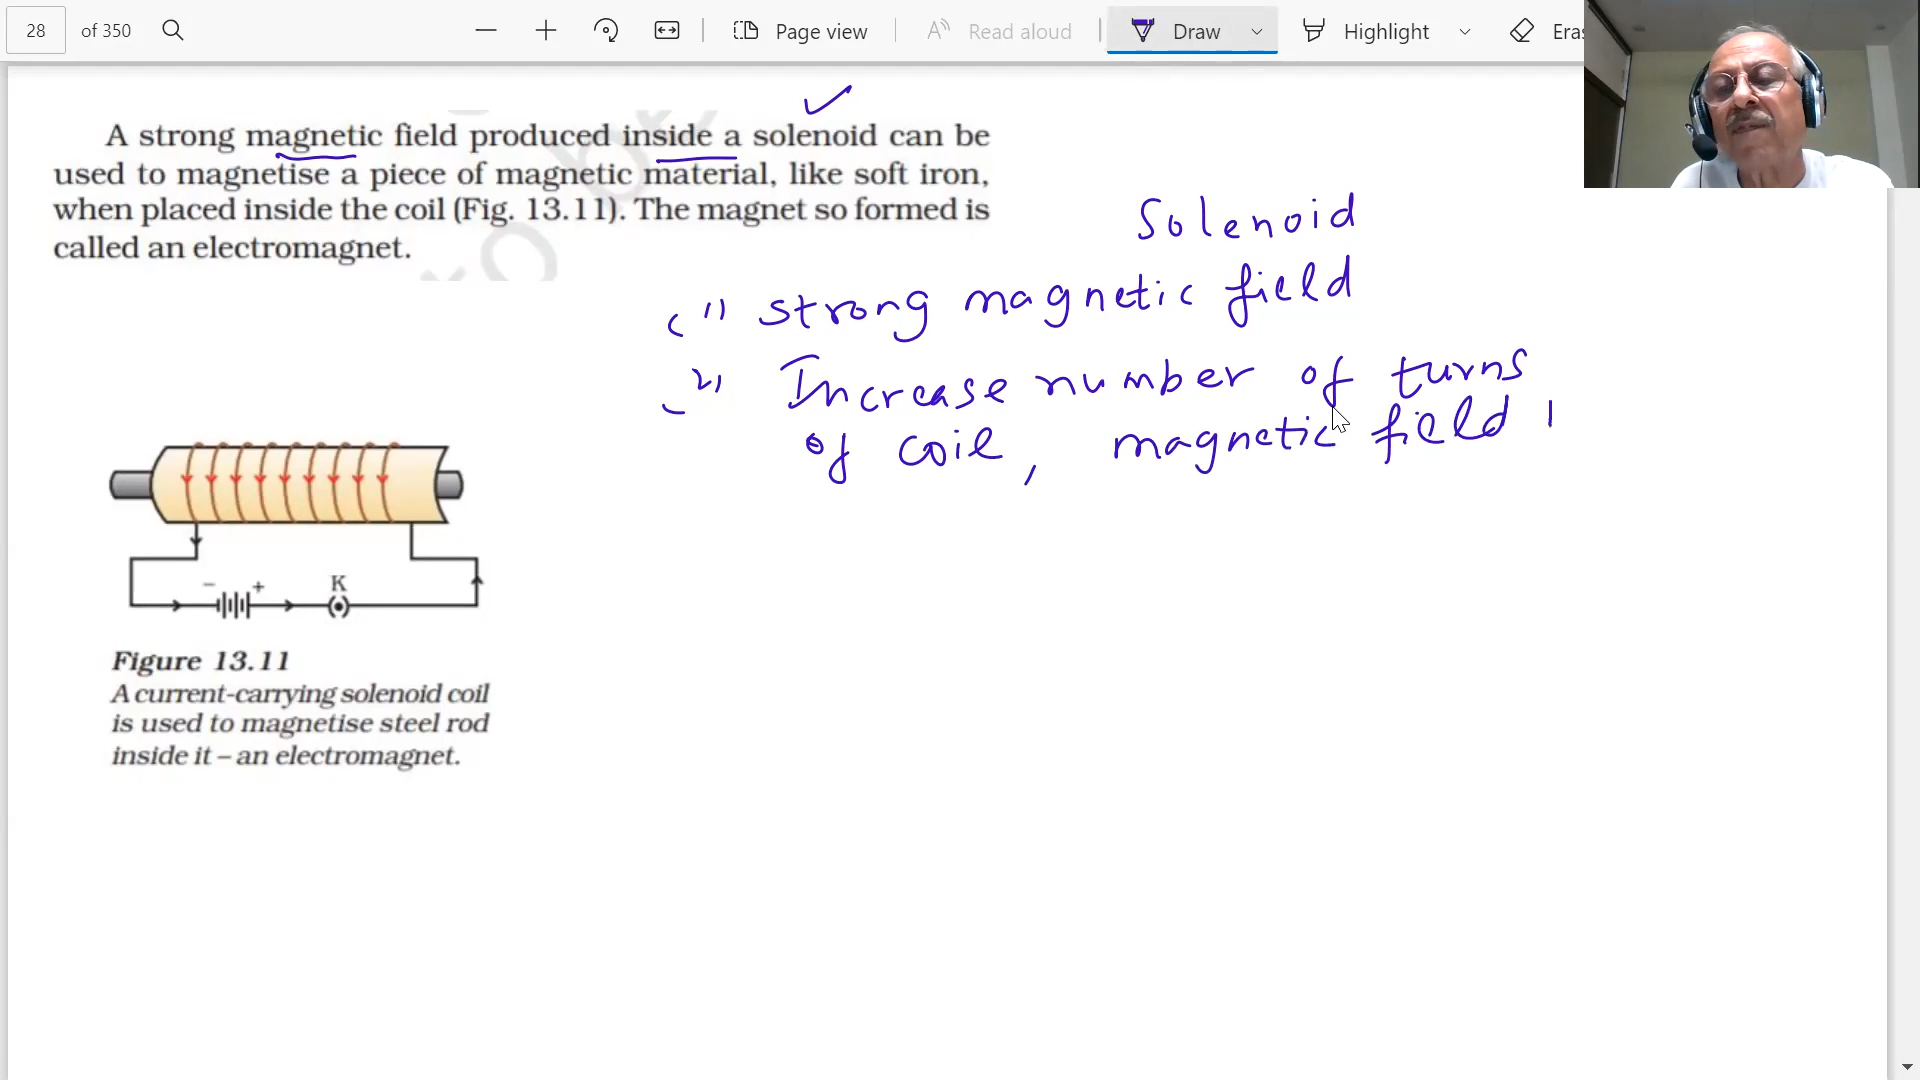 28 of 350 Page view Read aloud Draw Highlight Eras
A strong magnetic field produced inside a solenoid can be
used to magnetise a piece of magnetic material, like soft iron,
when placed inside the coil (Fig. 13.11). The magnet so formed is
called an electromagnet.
Solenoid
(1) strong magnetic field
(2) Increase number of turns
of coil, magnetic field
- +
K
Figure 13.11
A current-carrying solenoid coil
is used to magnetise steel rod
inside it – an electromagnet.